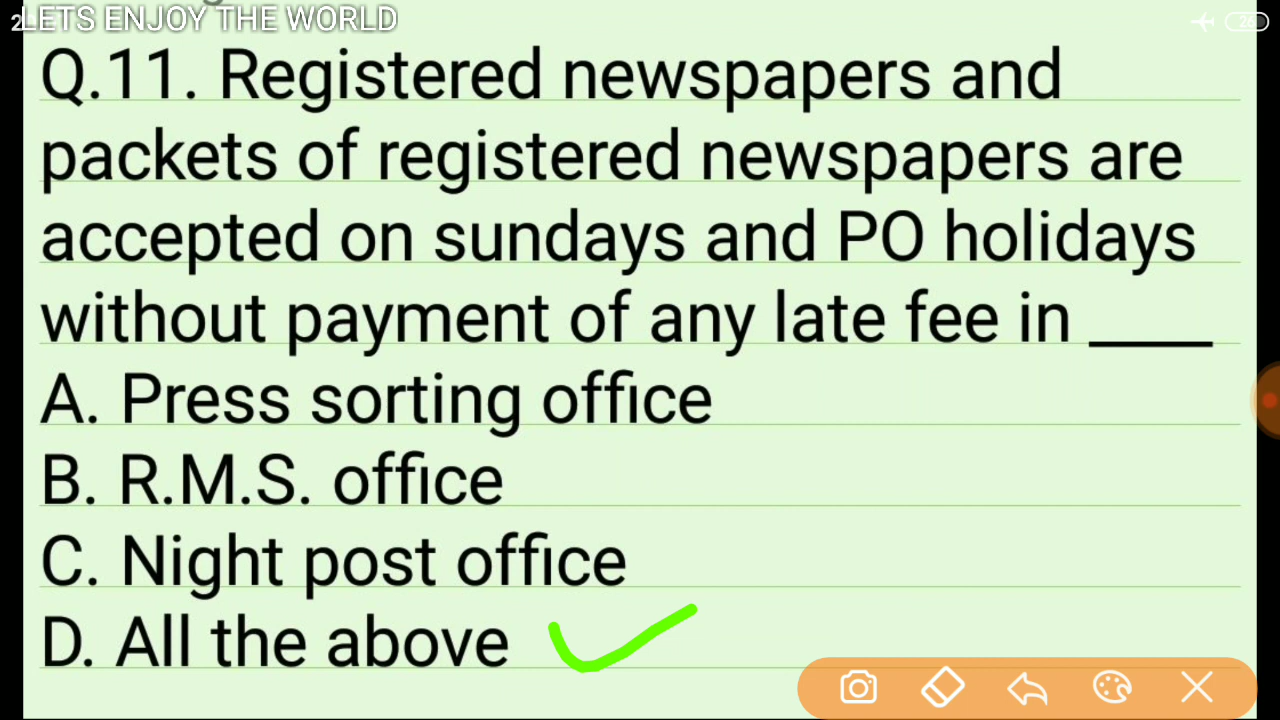 LETS ENJOY THE WORLD
Q.11. Registered newspapers and
packets of registered newspapers are
accepted on sundays and PO holidays
without payment of any late fee in ____
A. Press sorting office
B. R.M.S. office
C. Night post office
D. All the above